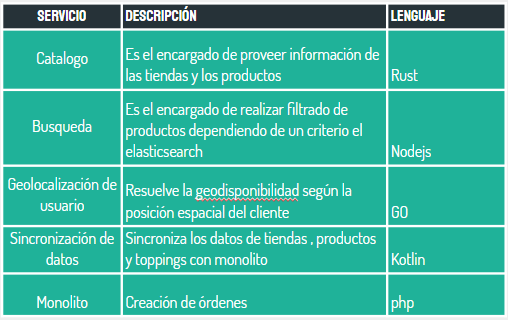 SERVICIO DESCRIPCIÓN LENGUAJE
Catalogo
Es el encargado de proveer información de
las tiendas y los productos
Rust
Busqueda
Es el encargado de realizar filtrado de
productos dependiendo de un criterio el
elasticsearch
Nodejs
Geolocalización de
usuario
Resuelve la geodisponibilidad según la
posición espacial del cliente
GO
Sincronización de
datos
Sincroniza los datos de tiendas , productos
y toppings con monolito
Kotlin
Monolito
Creación de órdenes
php